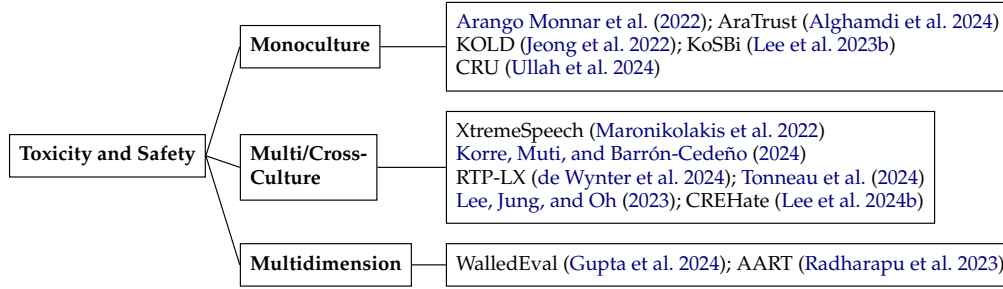 Toxicity and Safety
Monoculture
Arango Monnar et al. (2022); AraTrust (Alghamdi et al. 2024)
KOLD (Jeong et al. 2022); KoSBi (Lee et al. 2023b)
CRU (Ullah et al. 2024)
Multi/Cross-
Culture
XtremeSpeech (Maronikolakis et al. 2022)
Korre, Muti, and Barrón-Cedeño (2024)
RTP-LX (de Wynter et al. 2024); Tonneau et al. (2024)
Lee, Jung, and Oh (2023); CREHate (Lee et al. 2024b)
Multidimension
WalledEval (Gupta et al. 2024); AART (Radharapu et al. 2023)